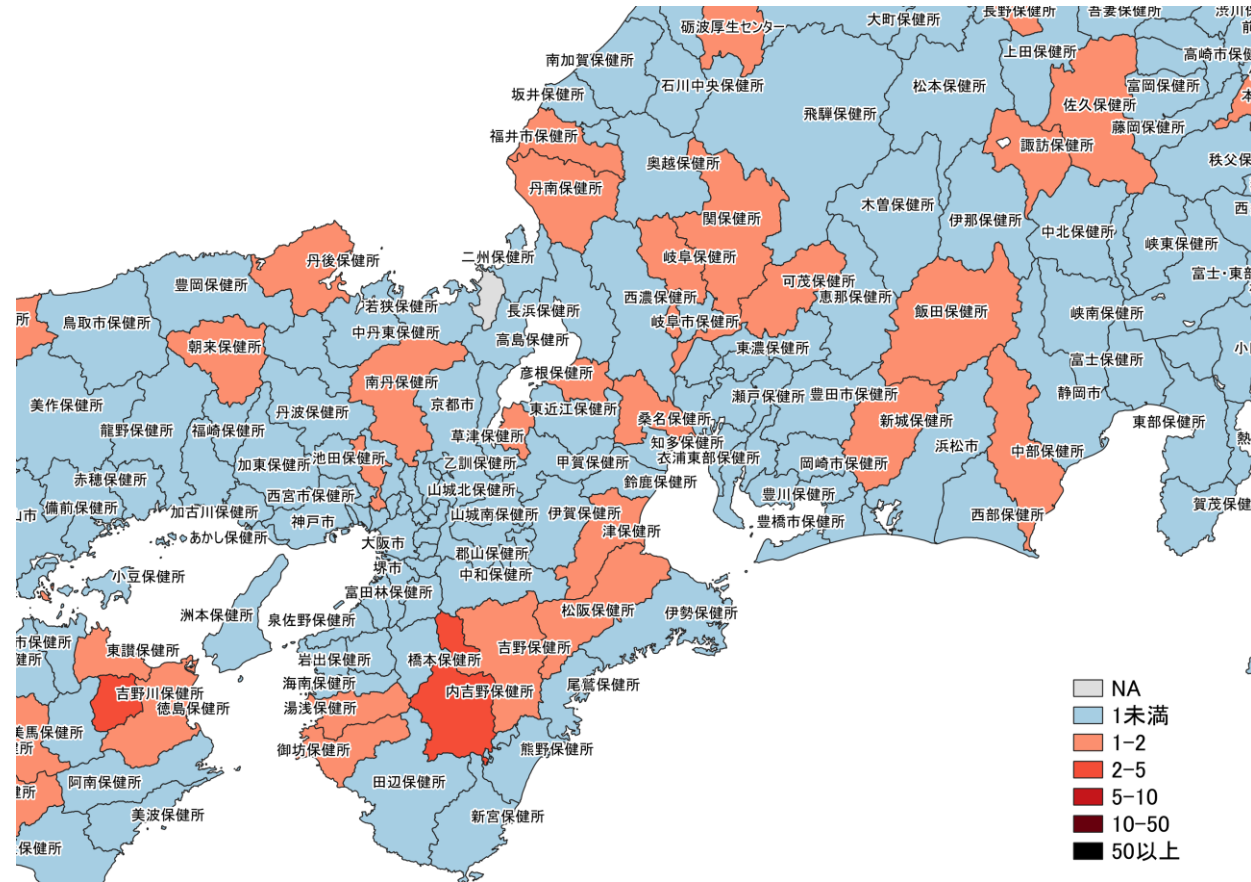 砺波厚生センター
大町保健所
長野保健所
吾妻保健所
南加賀保健所
石川中央保健所
松本保健所
上田保健所
坂井保健所
佐久保健所
富岡保健所
飛騨保健所
藤岡保健所
福井市保健所
諏訪保健所
奥越保健所
丹南保健所
関保健所
木曽保健所
伊那保健所
中北保健所
峡東保健所
二州保健所
丹後保健所
岐阜保健所
豊岡保健所
可茂保健所
恵那保健所
西濃保健所
若狭保健所
長浜保健所
飯田保健所
峡南保健所
鳥取市保健所
中丹東保健所
岐阜市保健所
高島保健所
朝来保健所
東濃保健所
富士保健所
彦根保健所
南丹保健所
静岡市
瀬戸保健所
豊田市保健所
美作保健所
丹波保健所
京都市
東近江保健所
桑名保健所
新城保健所
東部保健所
龍野保健所
福崎保健所
草津保健所
知多保健所
浜松市
中部保健所
加東保健所
池田保健所
乙訓保健所
甲賀保健所
衣浦東部保健所
岡崎市保健所
赤穂保健所
西宮市保健所
山城北保健所
鈴鹿保健所
豊川保健所
備前保健所
加古川保健所
神戸市
山城南保健所
伊賀保健所
西部保健所
豊橋市保健所
あかし保健所
大阪市
津保健所
郡山保健所
堺市
中和保健所
小豆保健所
富田林保健所
洲本保健所
泉佐野保健所
松阪保健所
伊勢保健所
東讃保健所
岩出保健所
橋本保健所
吉野保健所
海南保健所
尾鷲保健所
吉野川保健所
徳島保健所
内吉野保健所
湯浅保健所
美馬保健所
御坊保健所
熊野保健所
阿南保健所
田辺保健所
美波保健所
新宮保健所
NA
1未満
1-2
2-5
5-10
10-50
50以上